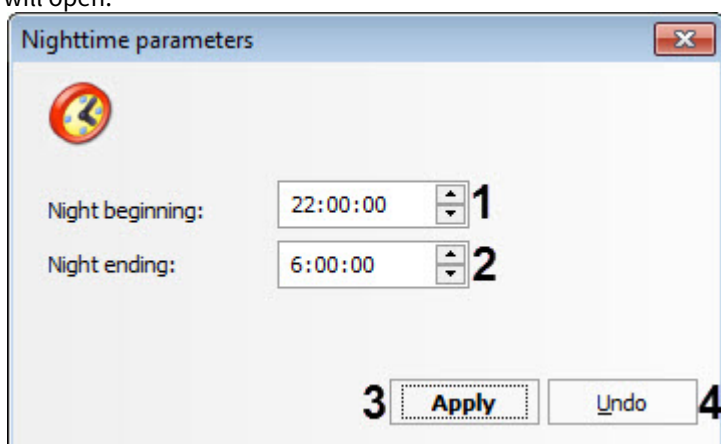 will open.
Nighttime parameters
Night beginning: 22:00:00 1
Night ending: 6:00:00 2
3 Apply Undo 4